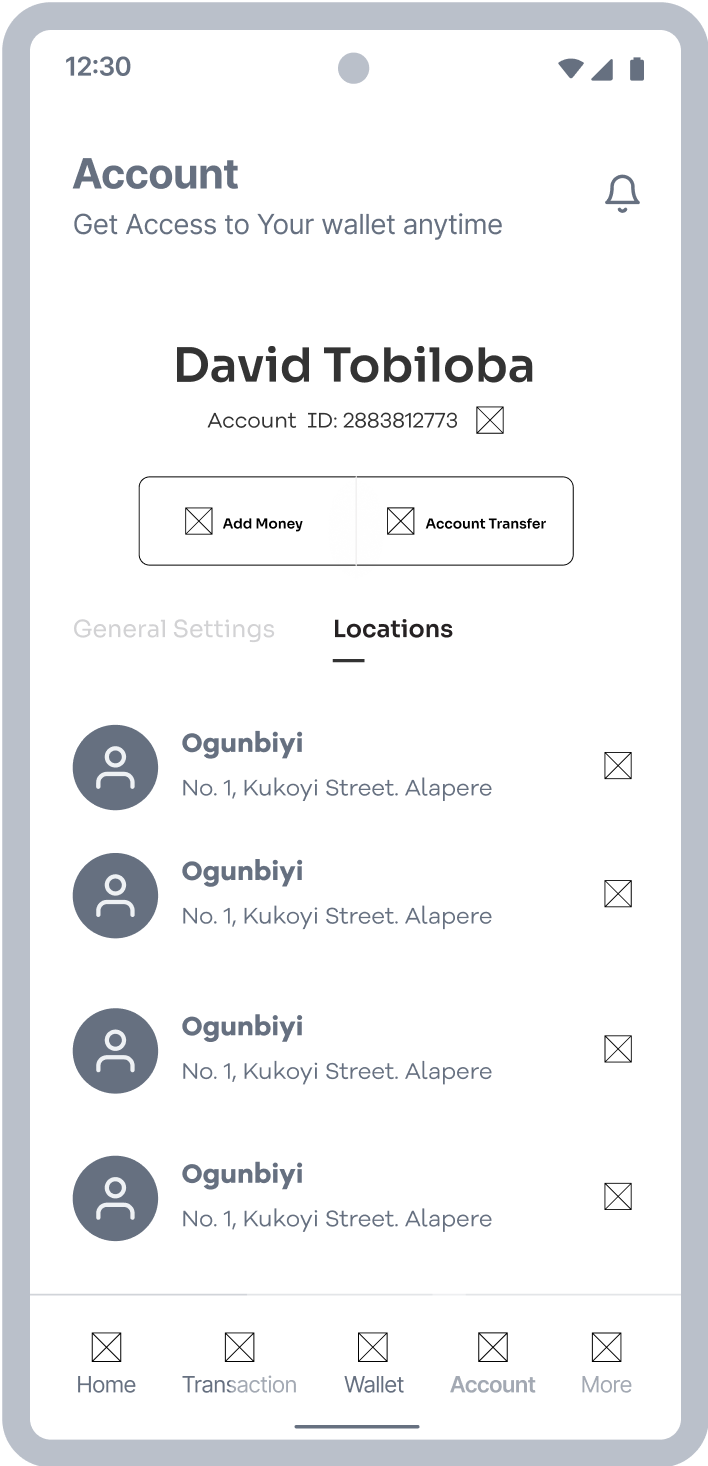 12:30
Account
Get Access to Your wallet anytime
David Tobiloba
Account ID: 2883812773
Add Money
Account Transfer
General Settings
Locations
Ogunbiyi
No. 1, Kukoyi Street. Alapere
Ogunbiyi
No. 1, Kukoyi Street. Alapere
Ogunbiyi
No. 1, Kukoyi Street. Alapere
Ogunbiyi
No. 1, Kukoyi Street. Alapere
Home
Transaction
Wallet
Account
More